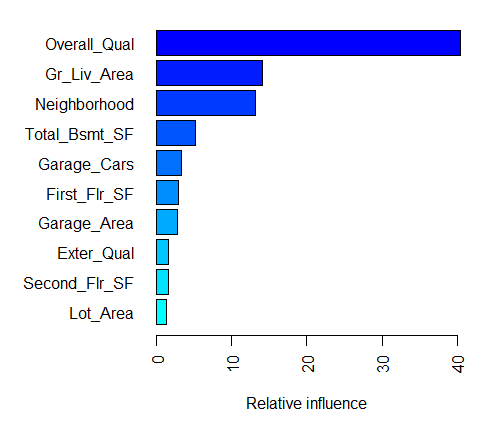 Overall_Qual
Gr_Liv_Area
Neighborhood
Total_Bsmt_SF
Garage_Cars
First_Flr_SF
Garage_Area
Exter_Qual
Second_Flr_SF
Lot_Area
0 10 20 30 40
Relative influence